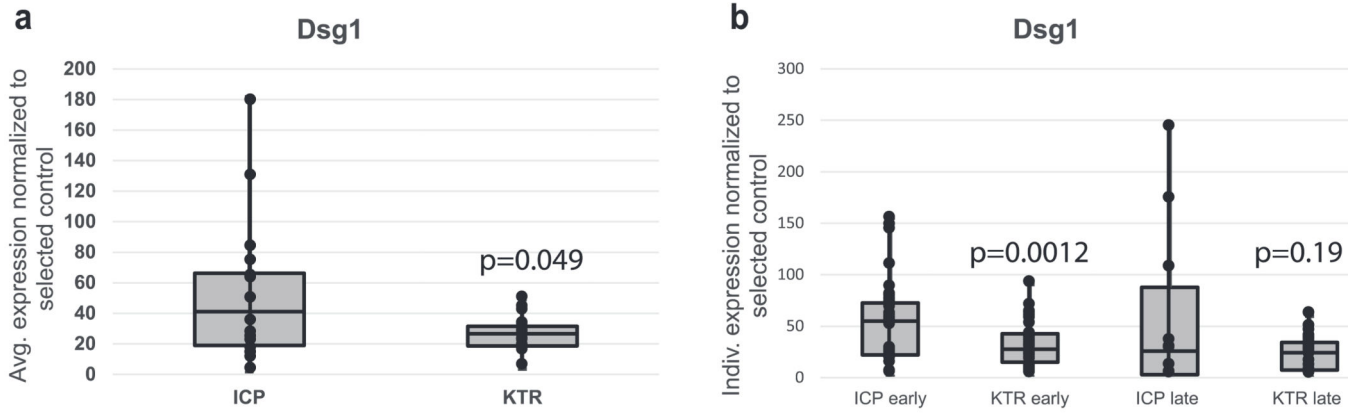 a
Dsg1
Avg. expression normalized to
selected control
200
180
160
140
120
100
80
60
40
20
0
p=0.049
ICP
KTR
b
Dsg1
Indiv. expression normalized to
selected control
300
250
200
150
100
50
0
p=0.0012
p=0.19
ICP early
KTR early
ICP late
KTR late